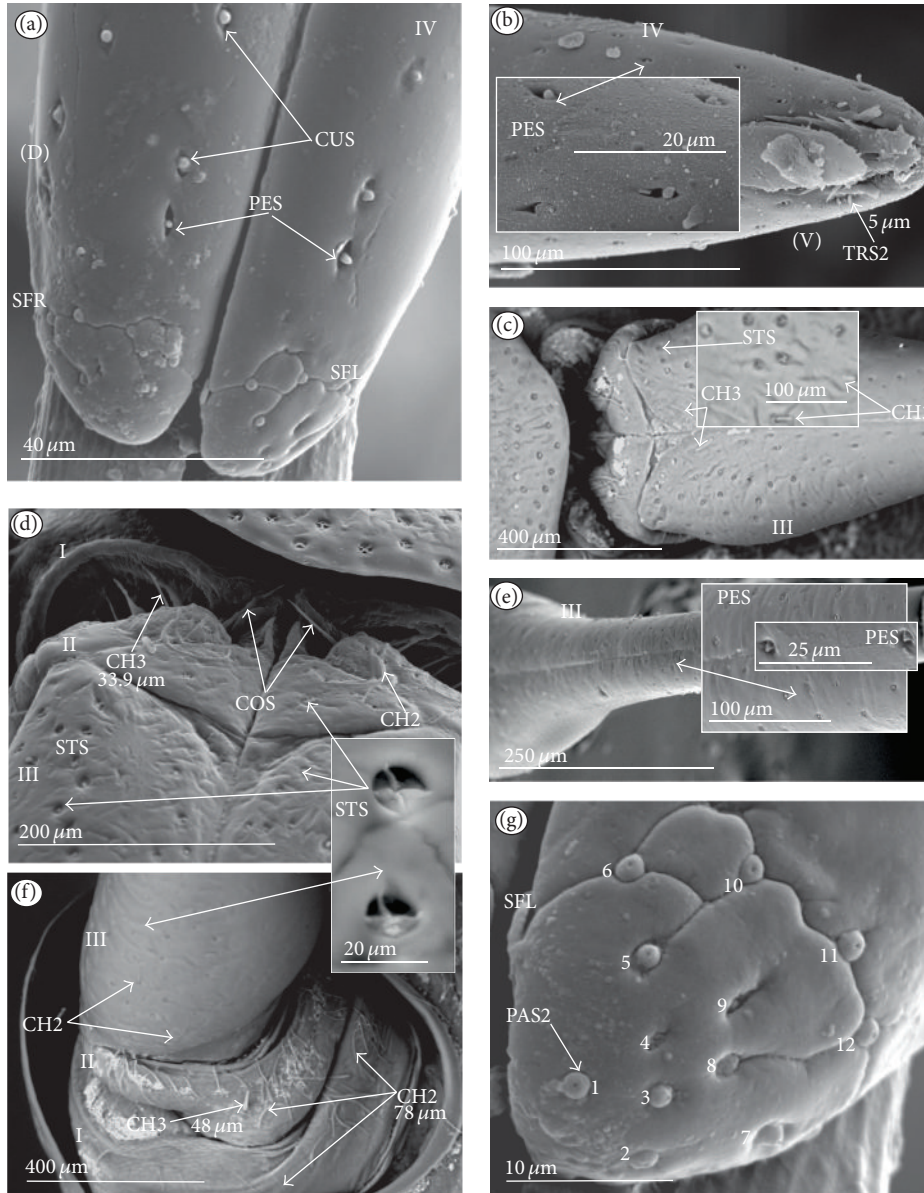 (a)
IV
CUS
(D)
PES
SFR
SFL
40 μm
(b)
IV
PES
20 μm
5 μm
(V)
TRS2
100 μm
(c)
STS
CH3
100 μm
CH
III
400 μm
(d)
I
II
CH3
33.9 μm
COS
CH2
STS
III
STS
200 μm
20 μm
(e)
III
PES
PES
25 μm
100 μm
250 μm
(f)
III
CH2
II
CH3
48 μm
CH2
78 μm
I
400 μm
(g)
6
10
SFL
5
11
9
PAS2
4
12
8
1
3
7
2
10 μm